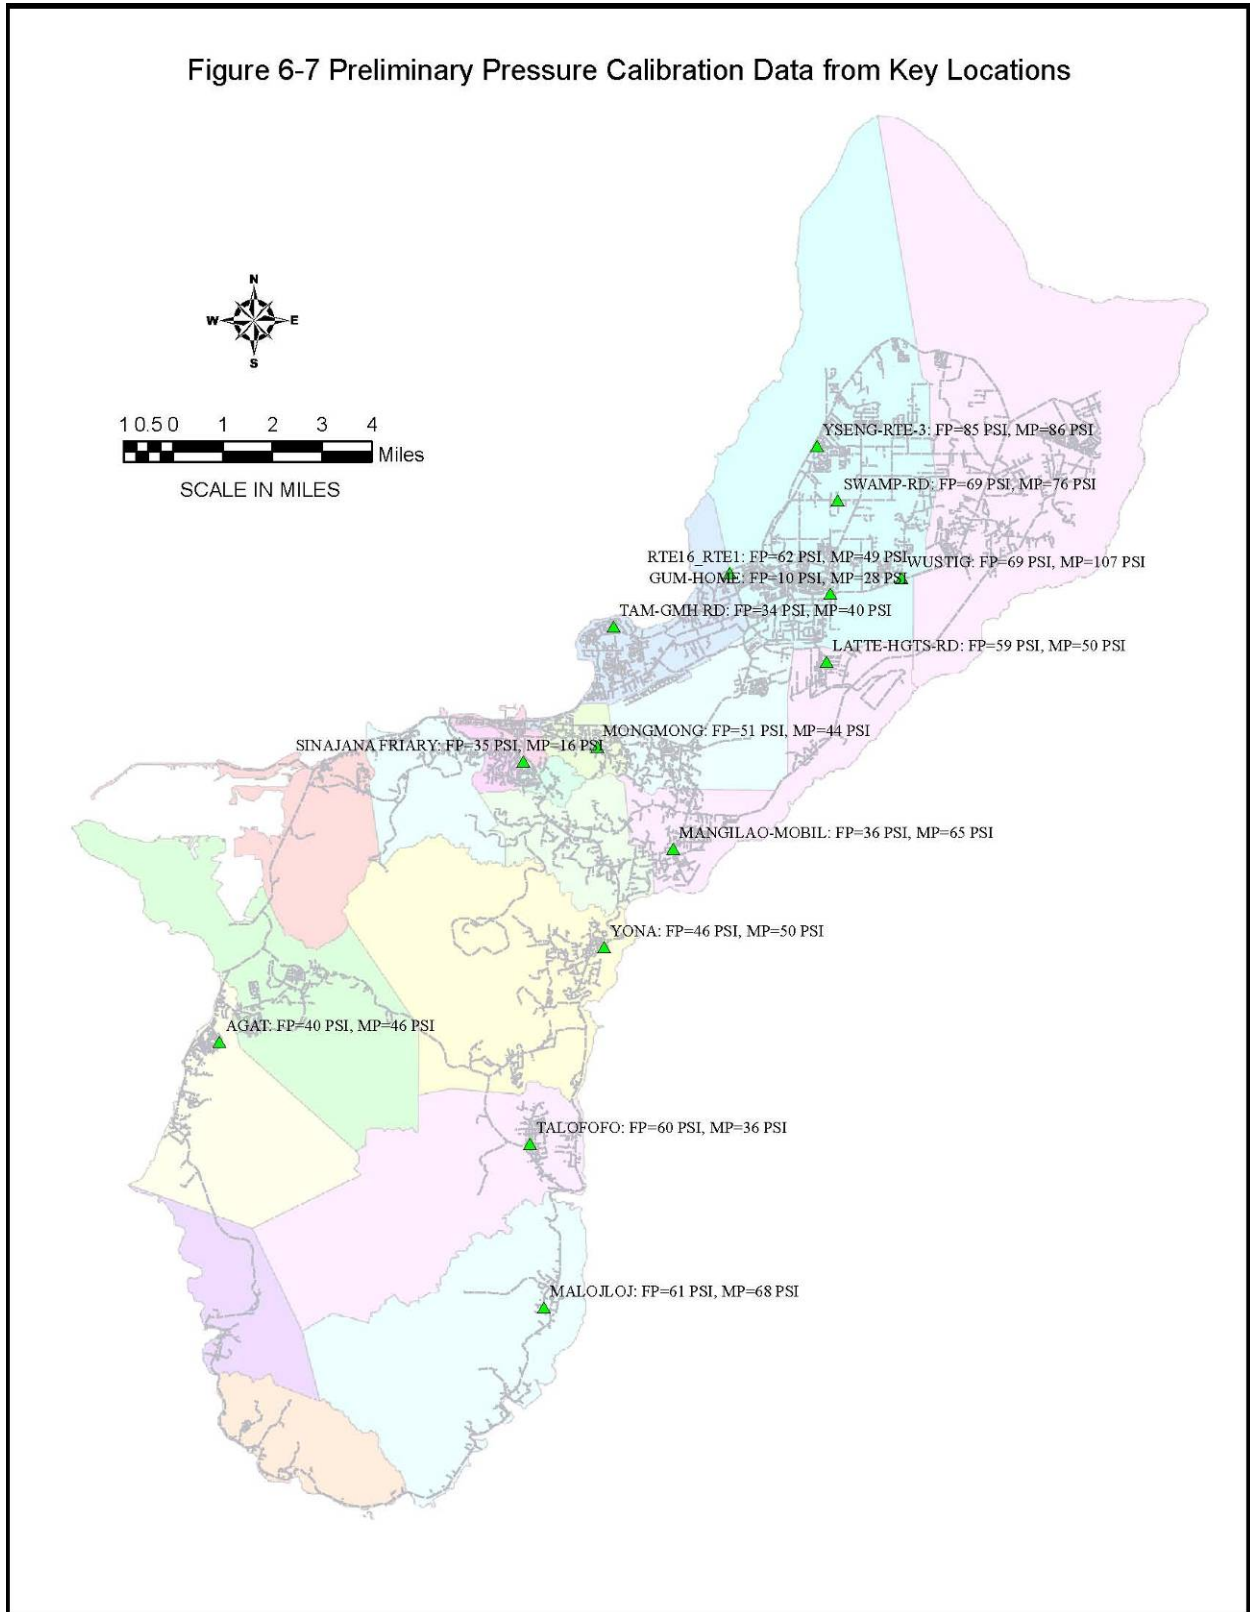 Figure 6-7 Preliminary Pressure Calibration Data from Key Locations
N
W E
S
1 0.5 0 1 2 3 4
Miles
SCALE IN MILES
YSENG-RTE-3: FP=85 PSI, MP=86 PSI
SWAMP-RD: FP=69 PSI, MP=76 PSI
RTE16_RTE1: FP=62 PSI, MP=49 PSI
WUSTIG: FP=69 PSI, MP=107 PSI
GUM-HOME: FP=10 PSI, MP=28 PSI
TAM-GMH RD: FP=34 PSI, MP=40 PSI
LATTE-HGTS-RD: FP=59 PSI, MP=50 PSI
MONGMONG: FP=51 PSI, MP=44 PSI
SINAJANA FRIARY: FP=35 PSI, MP=16 PSI
MANGILAO-MOBIL: FP=36 PSI, MP=65 PSI
YONA: FP=46 PSI, MP=50 PSI
AGAT: FP=40 PSI, MP=46 PSI
TALOFOFO: FP=60 PSI, MP=36 PSI
MALOJLOJ: FP=61 PSI, MP=68 PSI